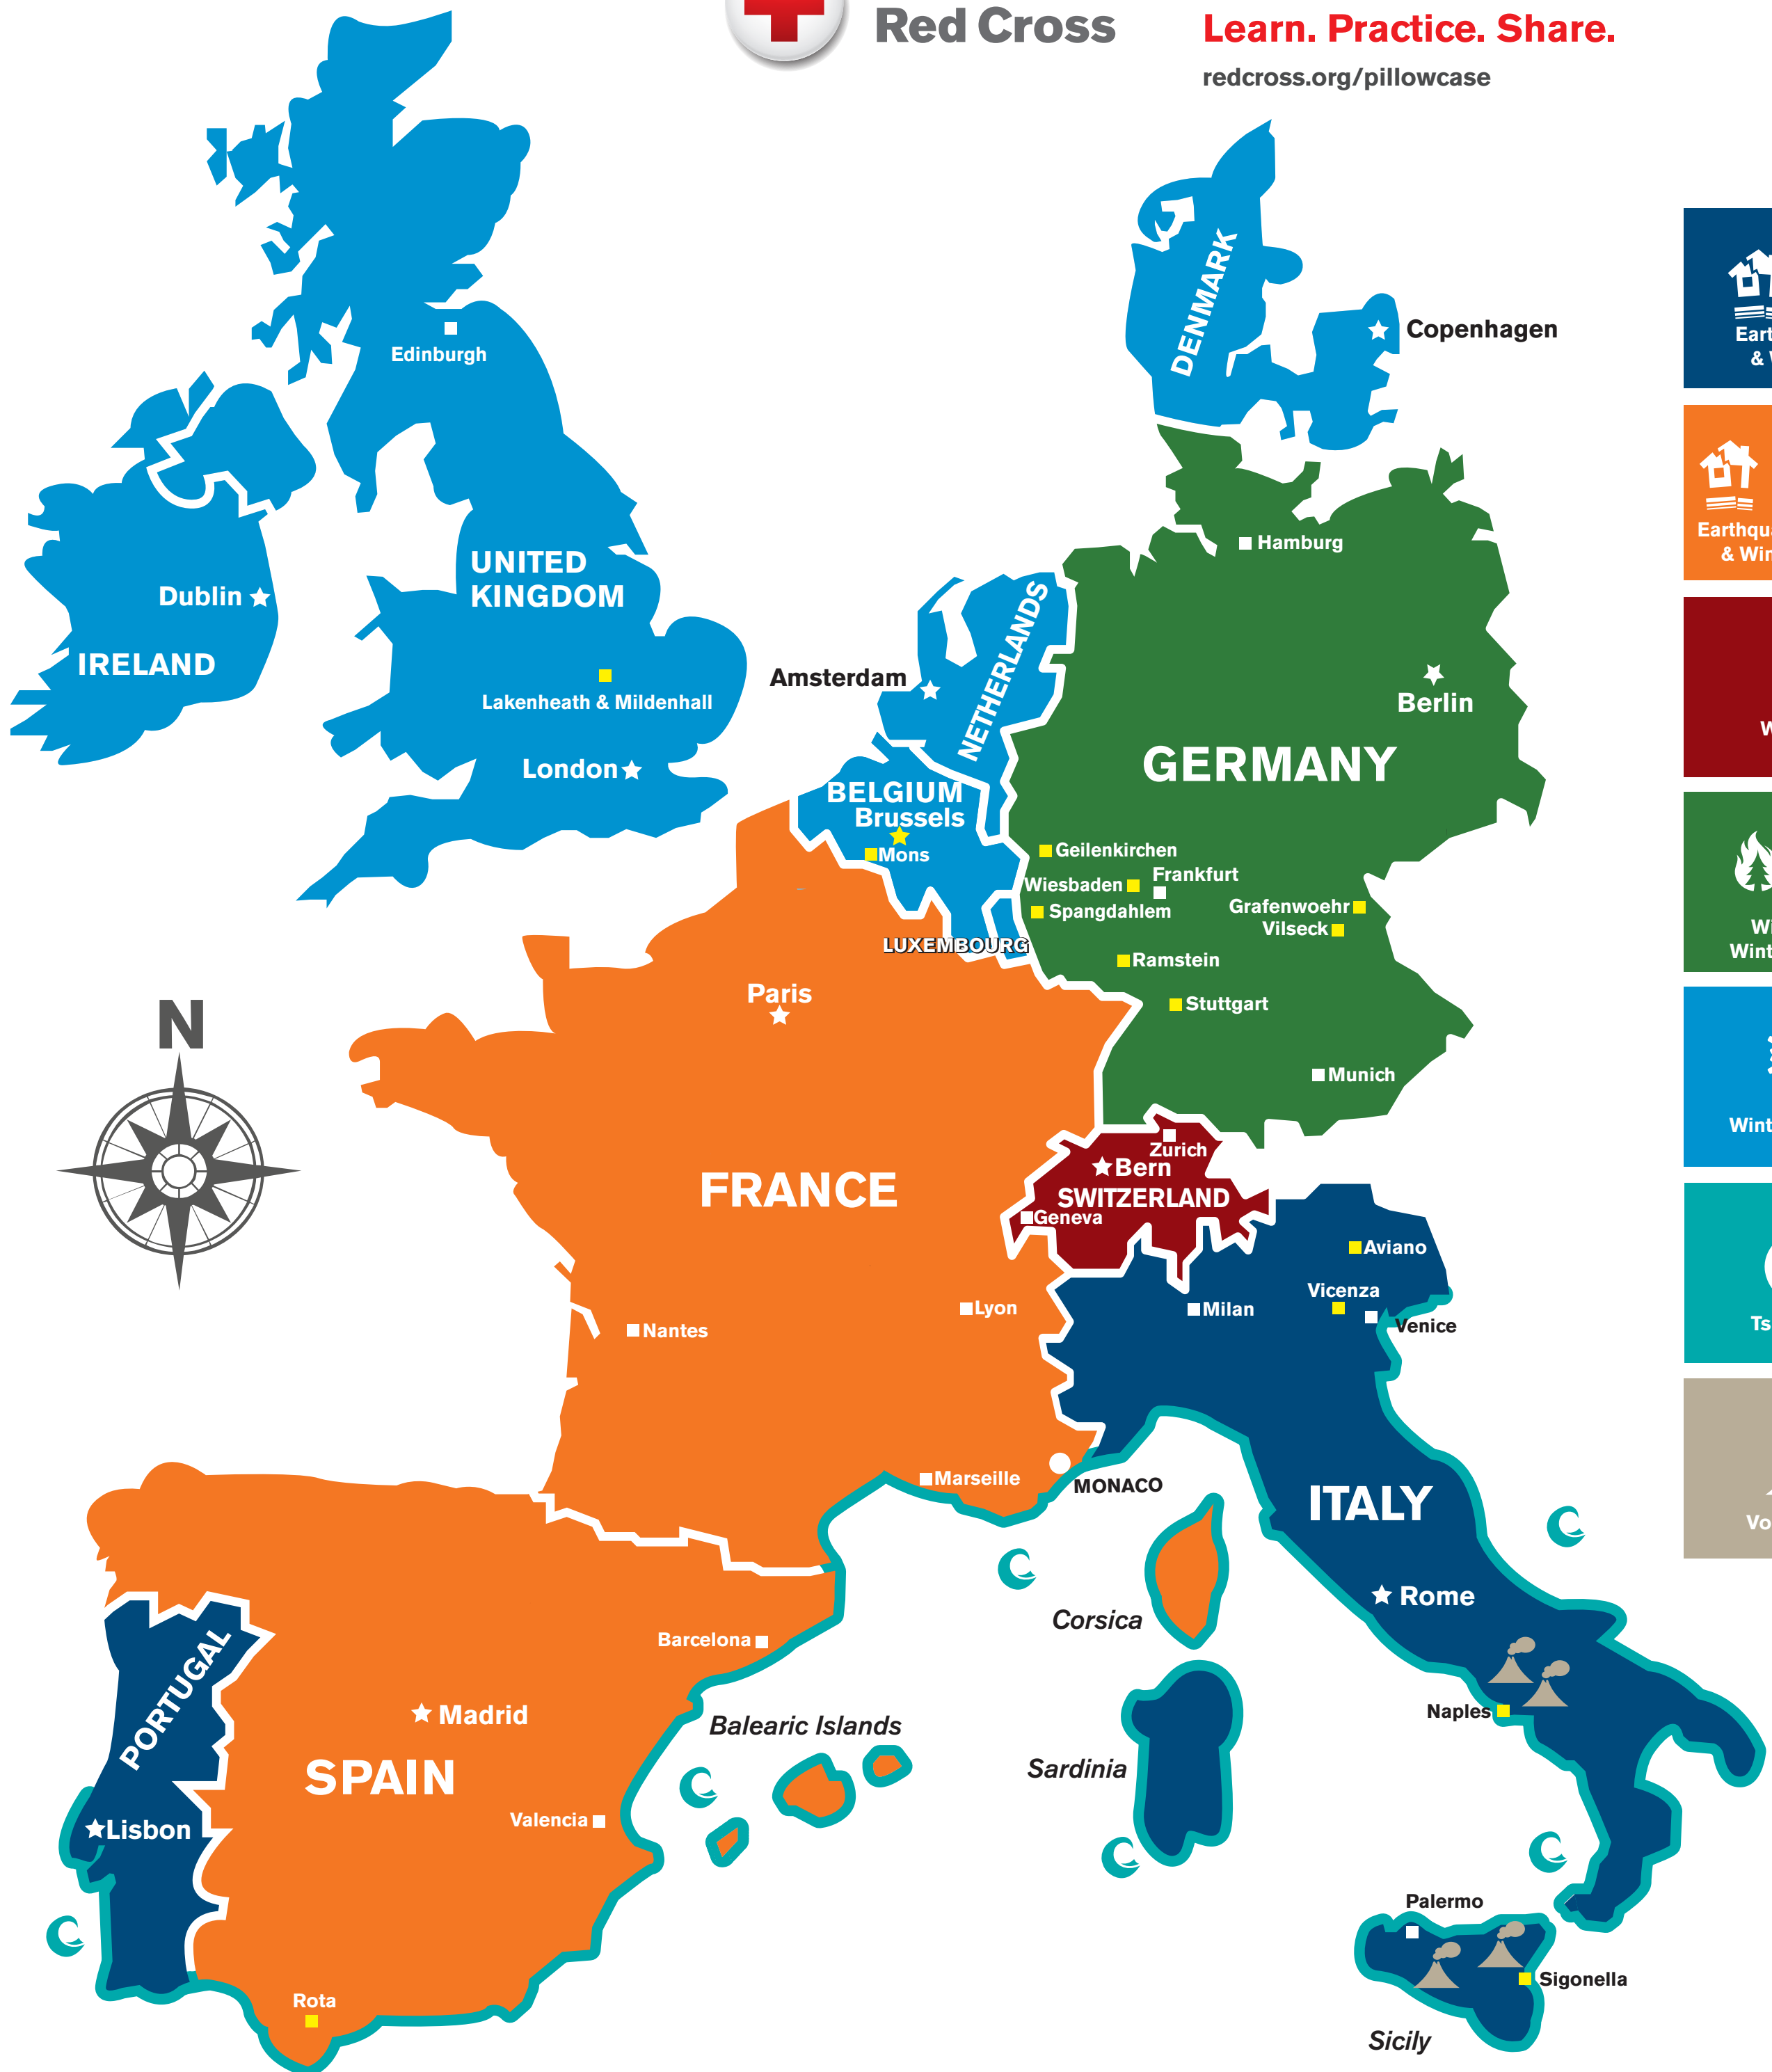 Red Cross
Learn. Practice. Share.
redcross.org/pillowcase
Edinburgh
DENMARK
Copenhagen
UNITED
KINGDOM
Dublin
IRELAND
Lakenheath & Mildenhall
London
Hamburg
NETHERLANDS
Amsterdam
Berlin
GERMANY
BELGIUM
Brussels
Mons
Geilenkirchen
Frankfurt
Wiesbaden
Spangdahlem
Grafenwoehr
Vilseck
LUXEMBOURG
Ramstein
Paris
Stuttgart
N
Munich
Zurich
Bern
FRANCE
SWITZERLAND
Geneva
Aviano
Vicenza
Lyon
Milan
Venice
Nantes
Marseille
MONACO
ITALY
Corsica
Rome
Barcelona
PORTUGAL
Madrid
Balearic Islands
Naples
SPAIN
Sardinia
Valencia
Lisbon
Palermo
Sigonella
Rota
Sicily
&
&